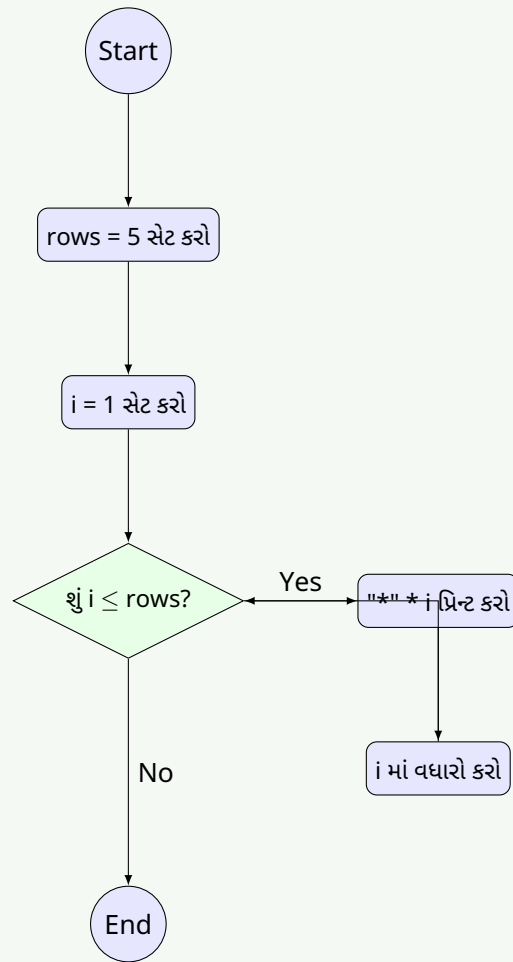 Start
rows = 5 સેટ કરો
i = 1 સેટ કરો
શું i ≤ rows?
Yes
"*" * i પ્રિન્ટ કરો
i માં વધારો કરો
No
End